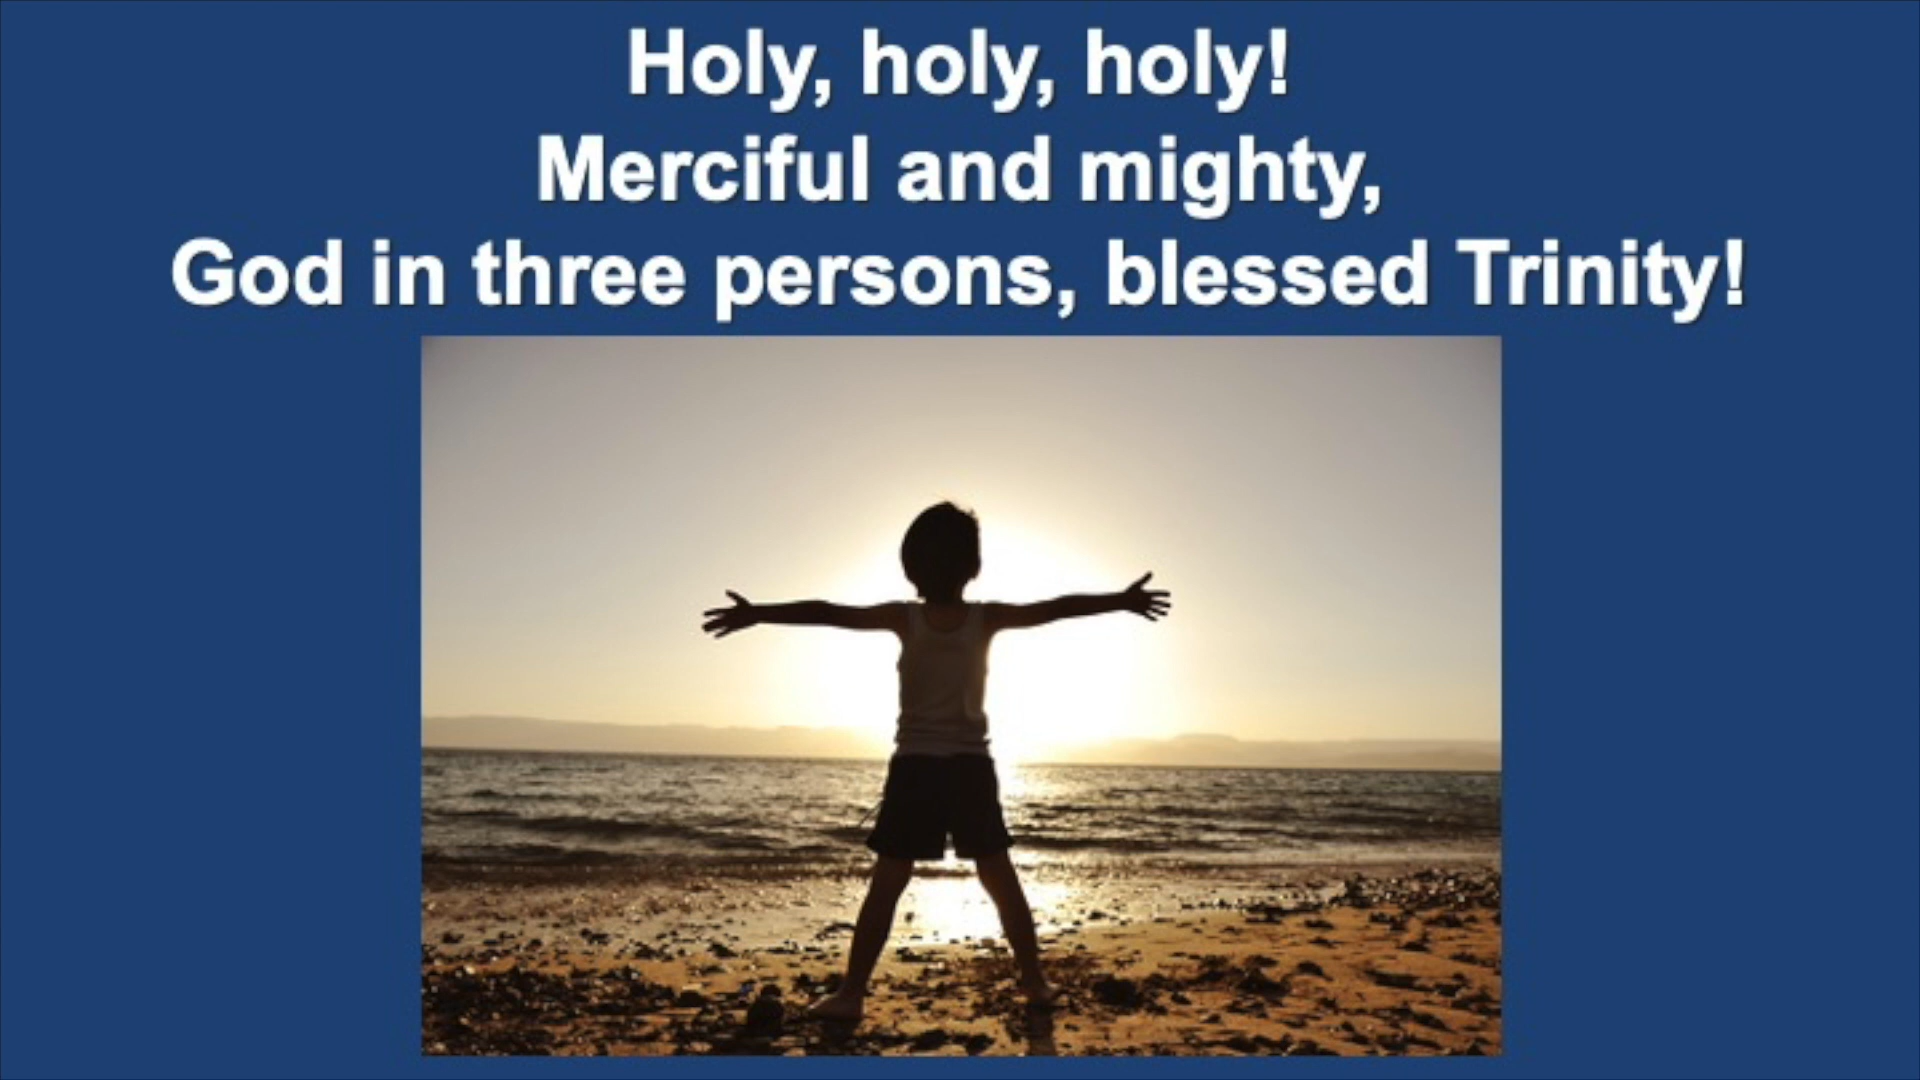 Holy, holy, holy!
Merciful and mighty,
God in three persons, blessed Trinity!